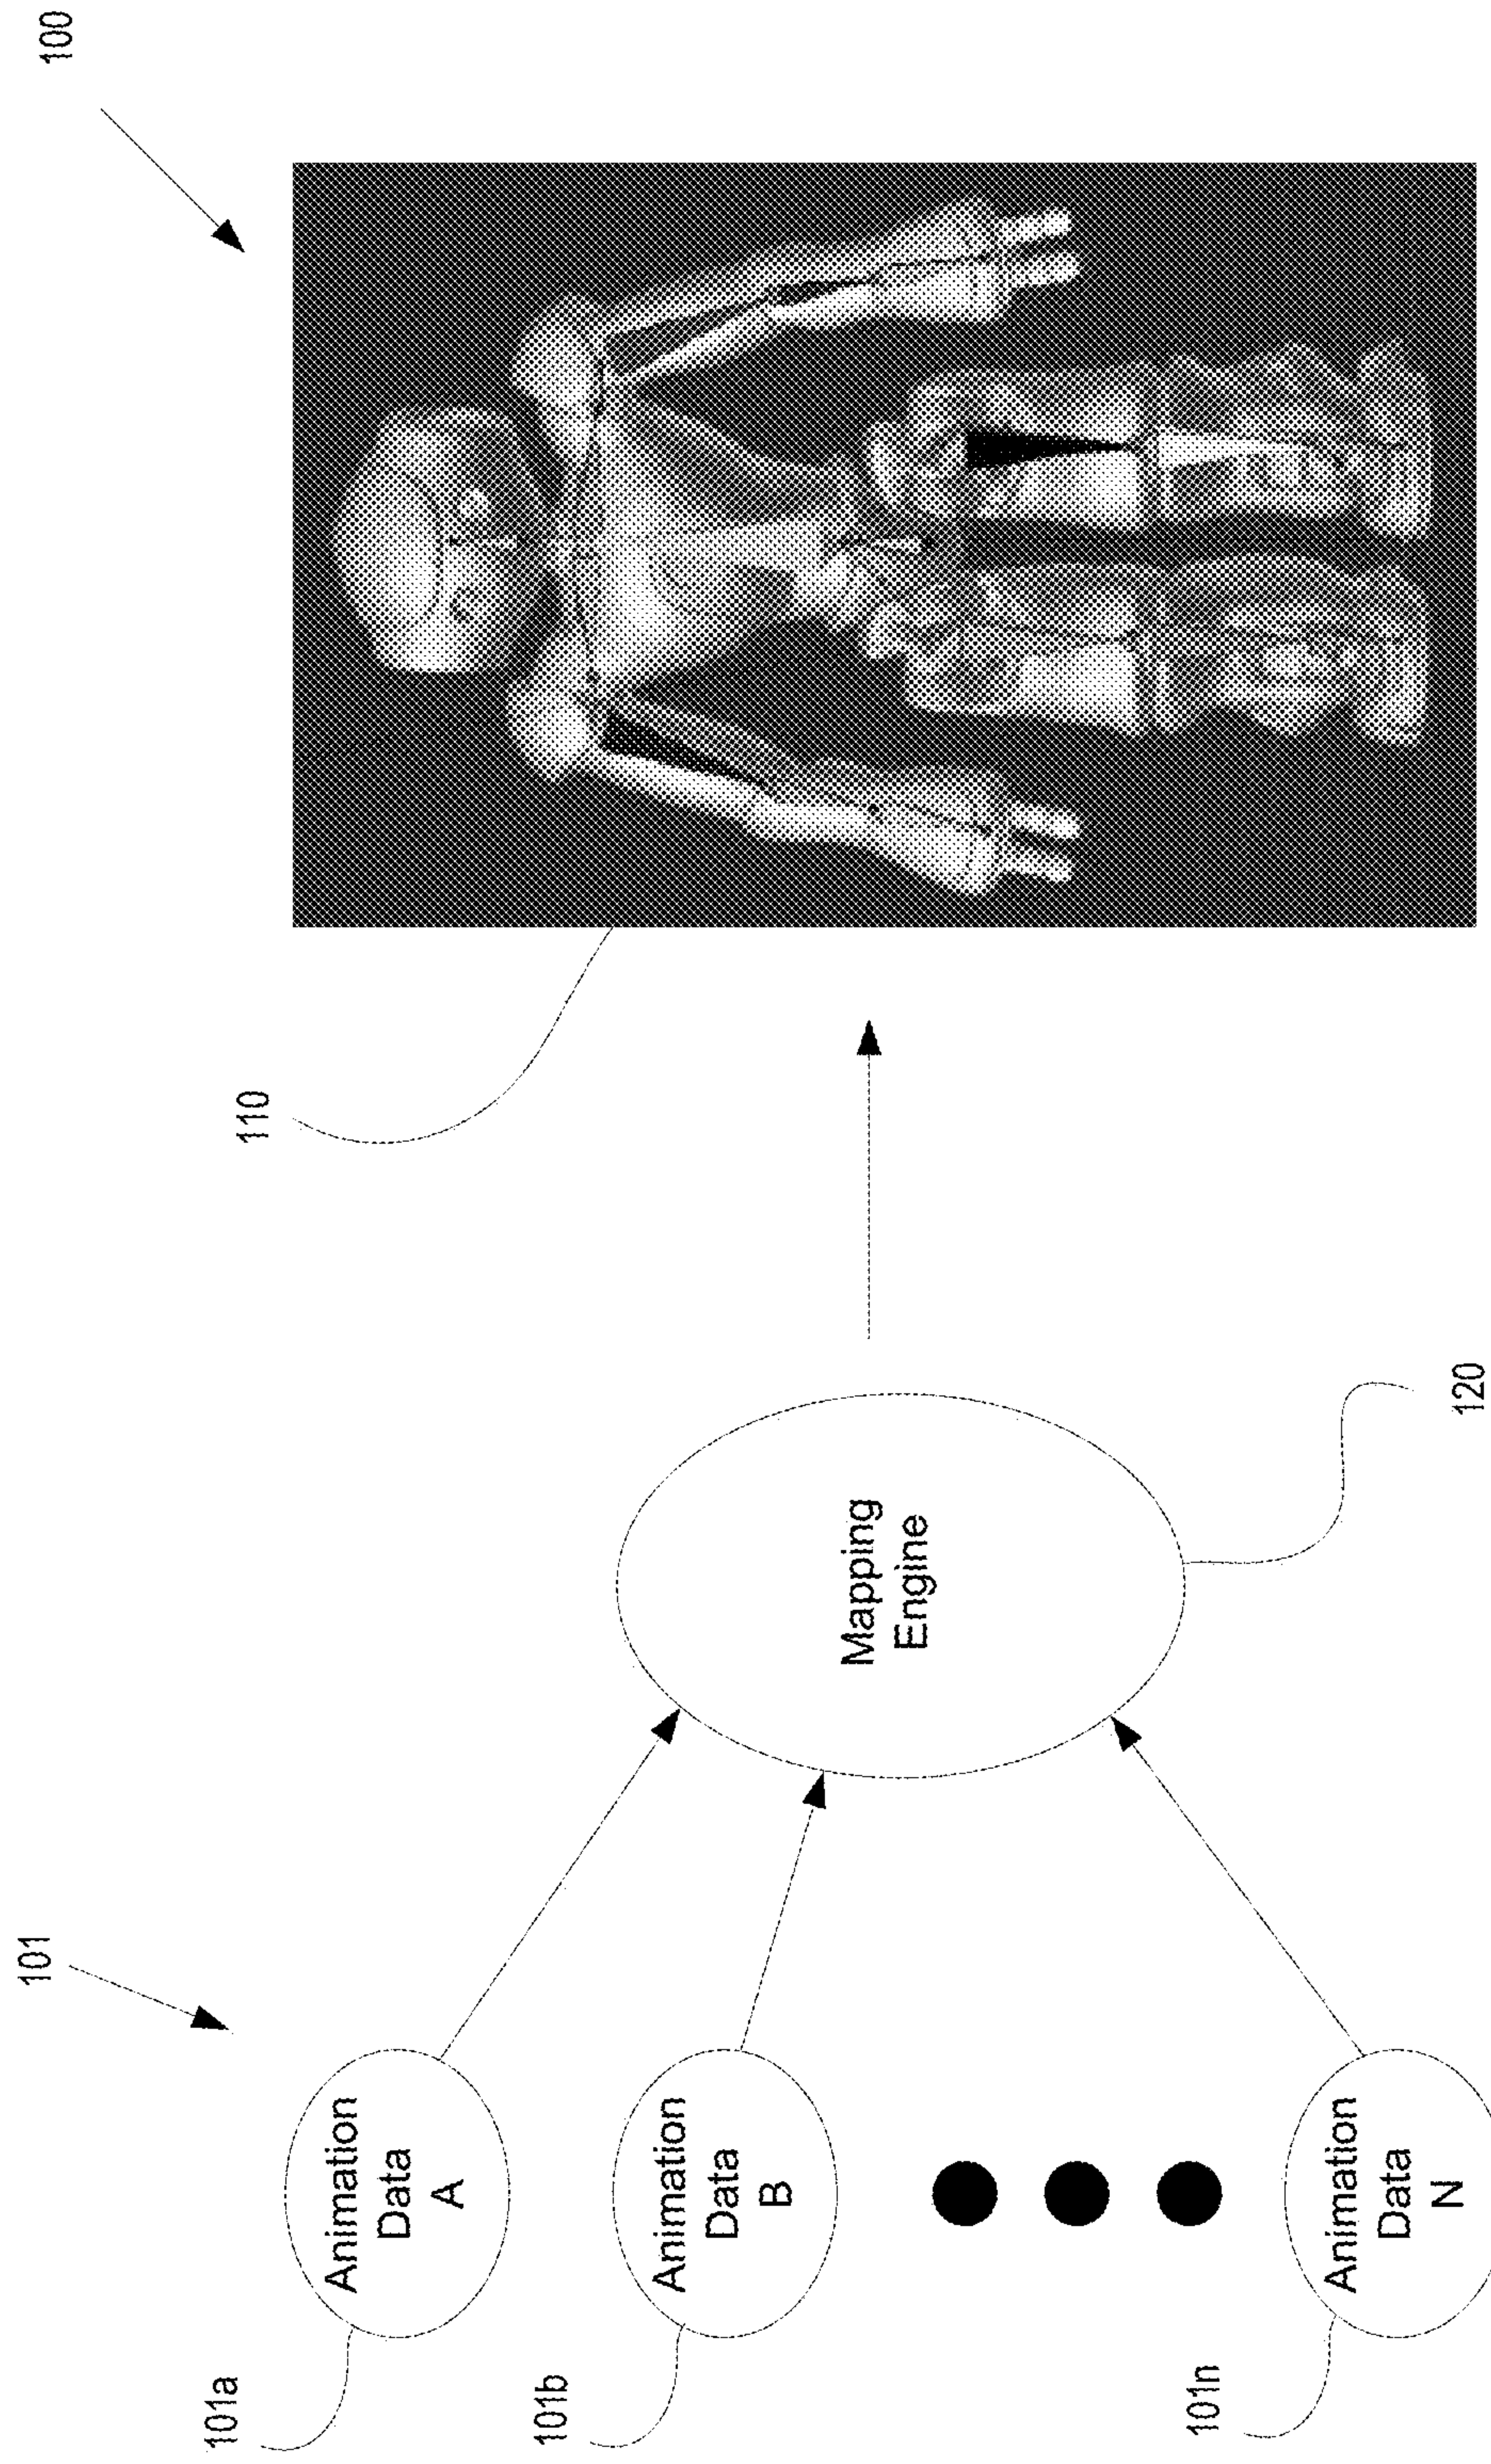 100
101
110
101a
Animation
Data
A
101b
Animation
Data
B
Mapping
Engine
101n
Animation
Data
N
120